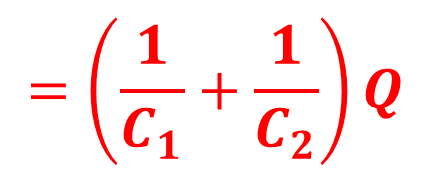 = (1/C₁ + 1/C₂) Q